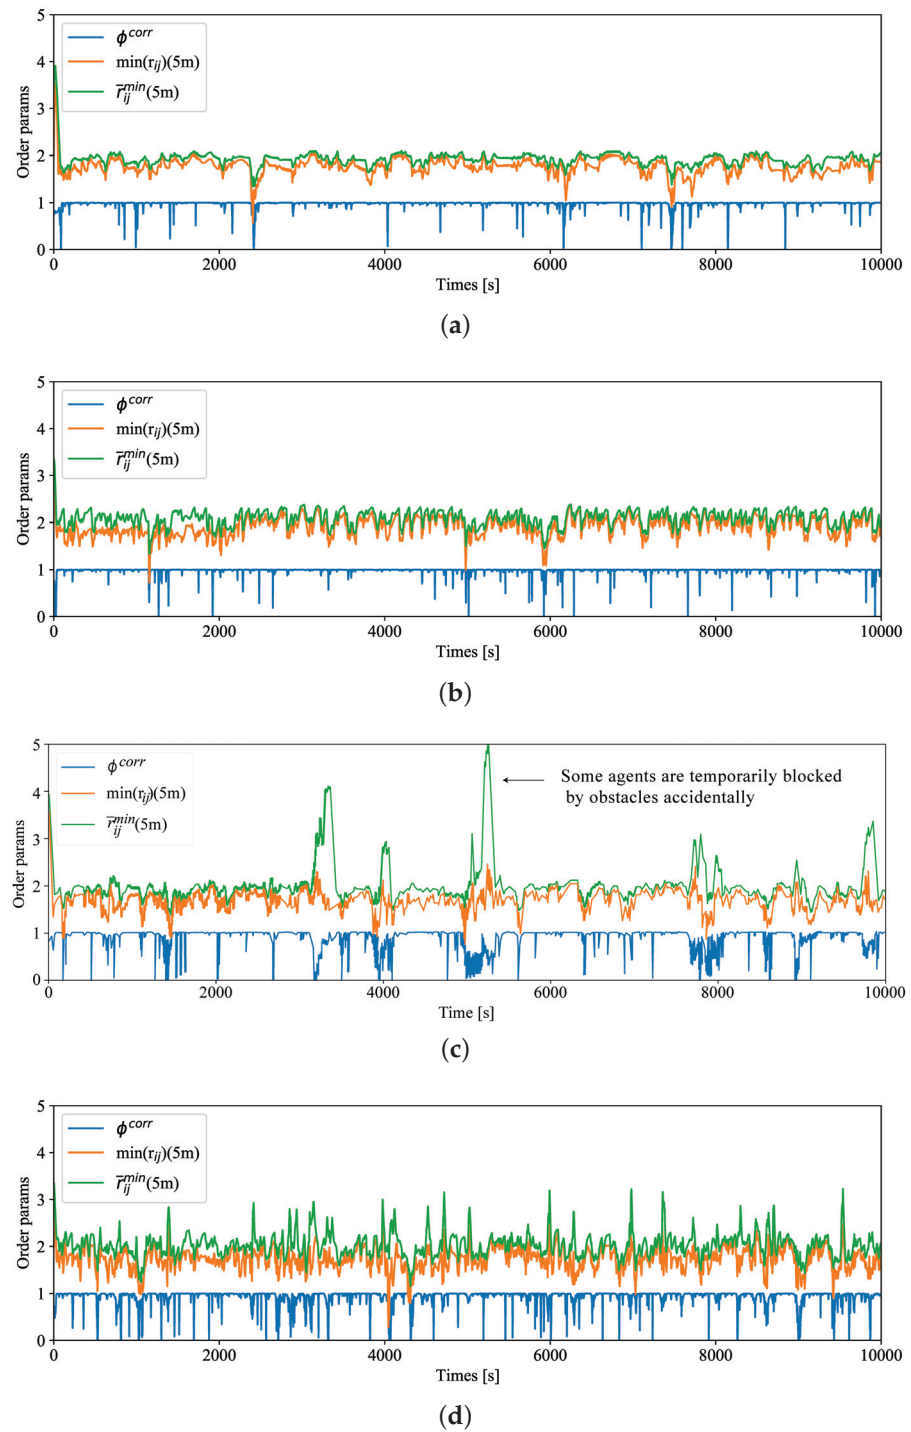 5
4
3
2
1
0
Order params
ϕ^corr
min(r_ij)(5m)
r̄_ij^min(5m)
0 2000 4000 6000 8000 10000
Times [s]
(a)
5
4
3
2
1
0
Order params
ϕ^corr
min(r_ij)(5m)
r̄_ij^min(5m)
0 2000 4000 6000 8000 10000
Times [s]
(b)
5
4
3
2
1
0
Order params
ϕ^corr
min(r_ij)(5m)
r̄_ij^min(5m)
Some agents are temporarily blocked
by obstacles accidentally
0 2000 4000 6000 8000 10000
Time [s]
(c)
5
4
3
2
1
0
Order params
ϕ^corr
min(r_ij)(5m)
r̄_ij^min(5m)
0 2000 4000 6000 8000 10000
Times [s]
(d)